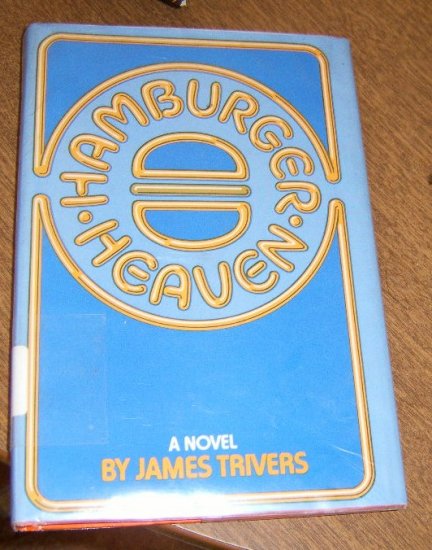 HAMBURGER
HEAVEN
A NOVEL
BY JAMES TRIVERS